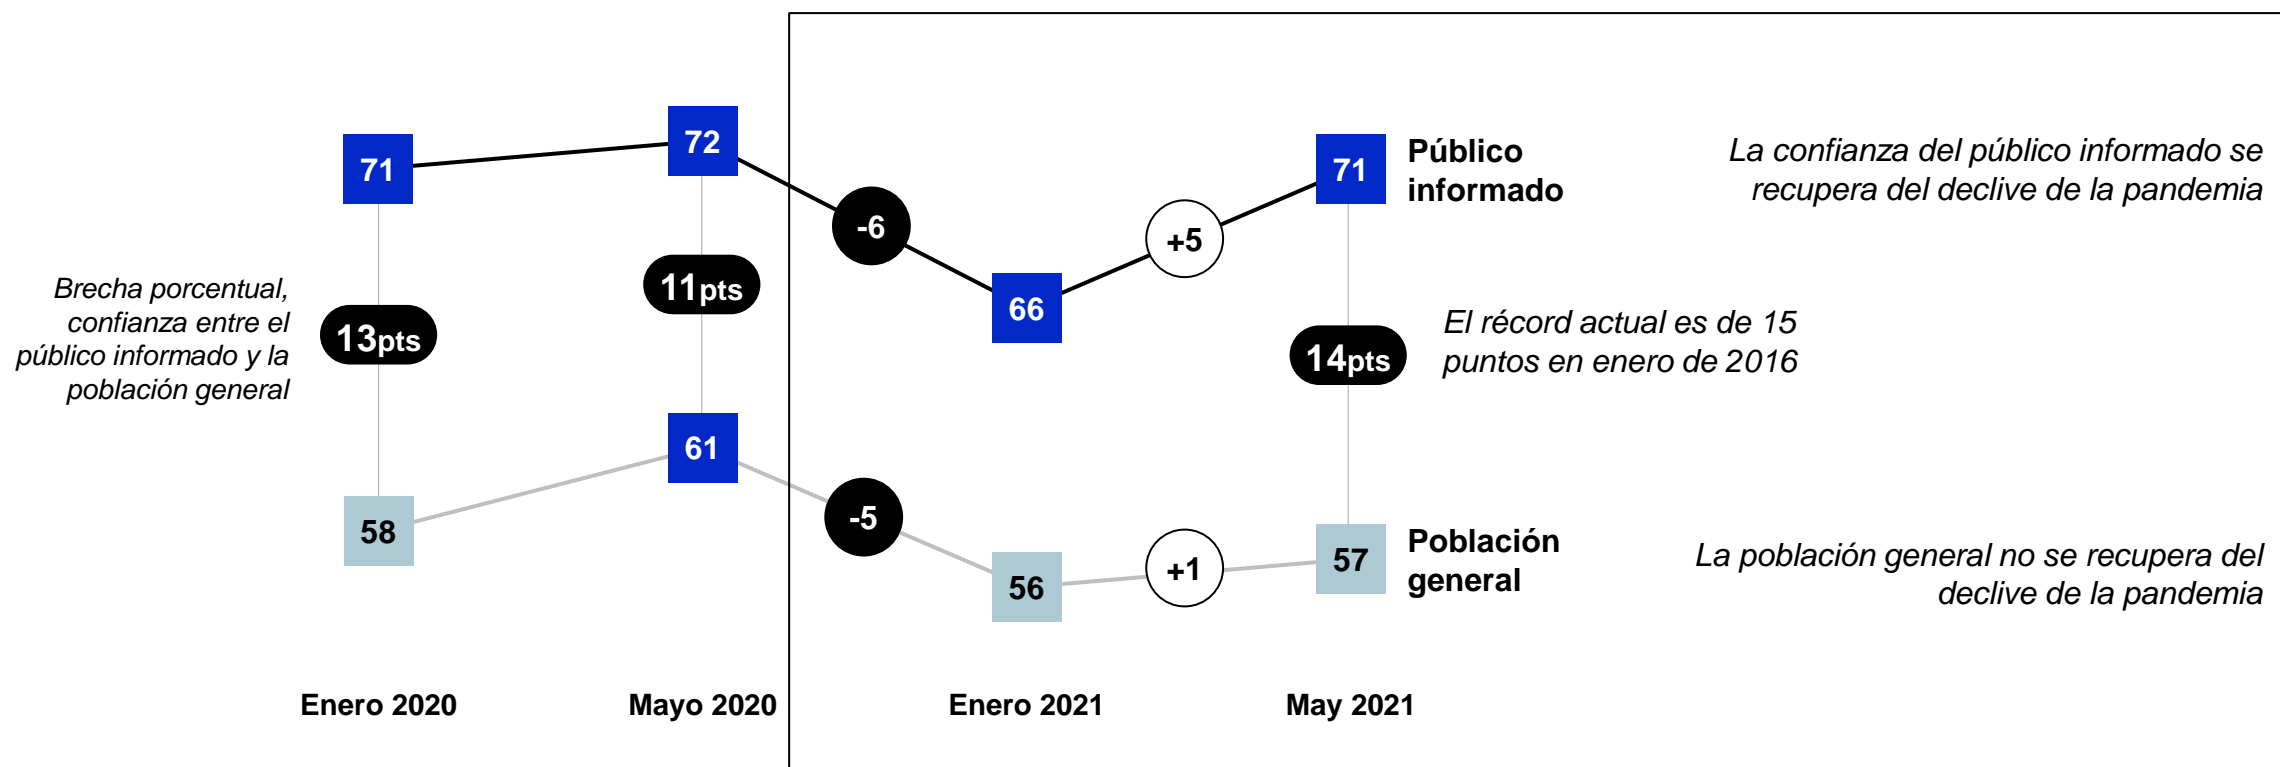 71
72
-6
66
+5
71
Público
informado
La confianza del público informado se
recupera del declive de la pandemia
Brecha porcentual,
confianza entre el
público informado y la
población general
13pts
11pts
14pts
El récord actual es de 15
puntos en enero de 2016
58
61
-5
56
+1
57
Población
general
La población general no se recupera del
declive de la pandemia
Enero 2020
Mayo 2020
Enero 2021
May 2021